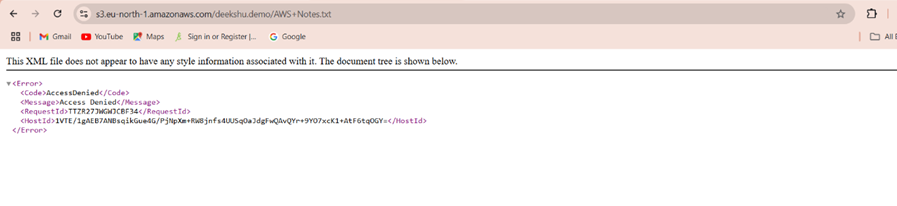 s3.eu-north-1.amazonaws.com/deekshu.demo/AWS+Notes.txt
Gmail YouTube Maps Sign in or Register |... Google All
This XML file does not appear to have any style information associated with it. The document tree is shown below.
▼<Error>
<Code>AccessDenied</Code>
<Message>Access Denied</Message>
<RequestId>TTZR27JWGWJCBF34</RequestId>
<HostId>1VTE/1gAEB7ANBsqikGue4G/PjNpXm+RW8jnfs4UUSqOaJdgFwQAvQYr+9YO7xcK1+AtF6tqOGY=</HostId>
</Error>